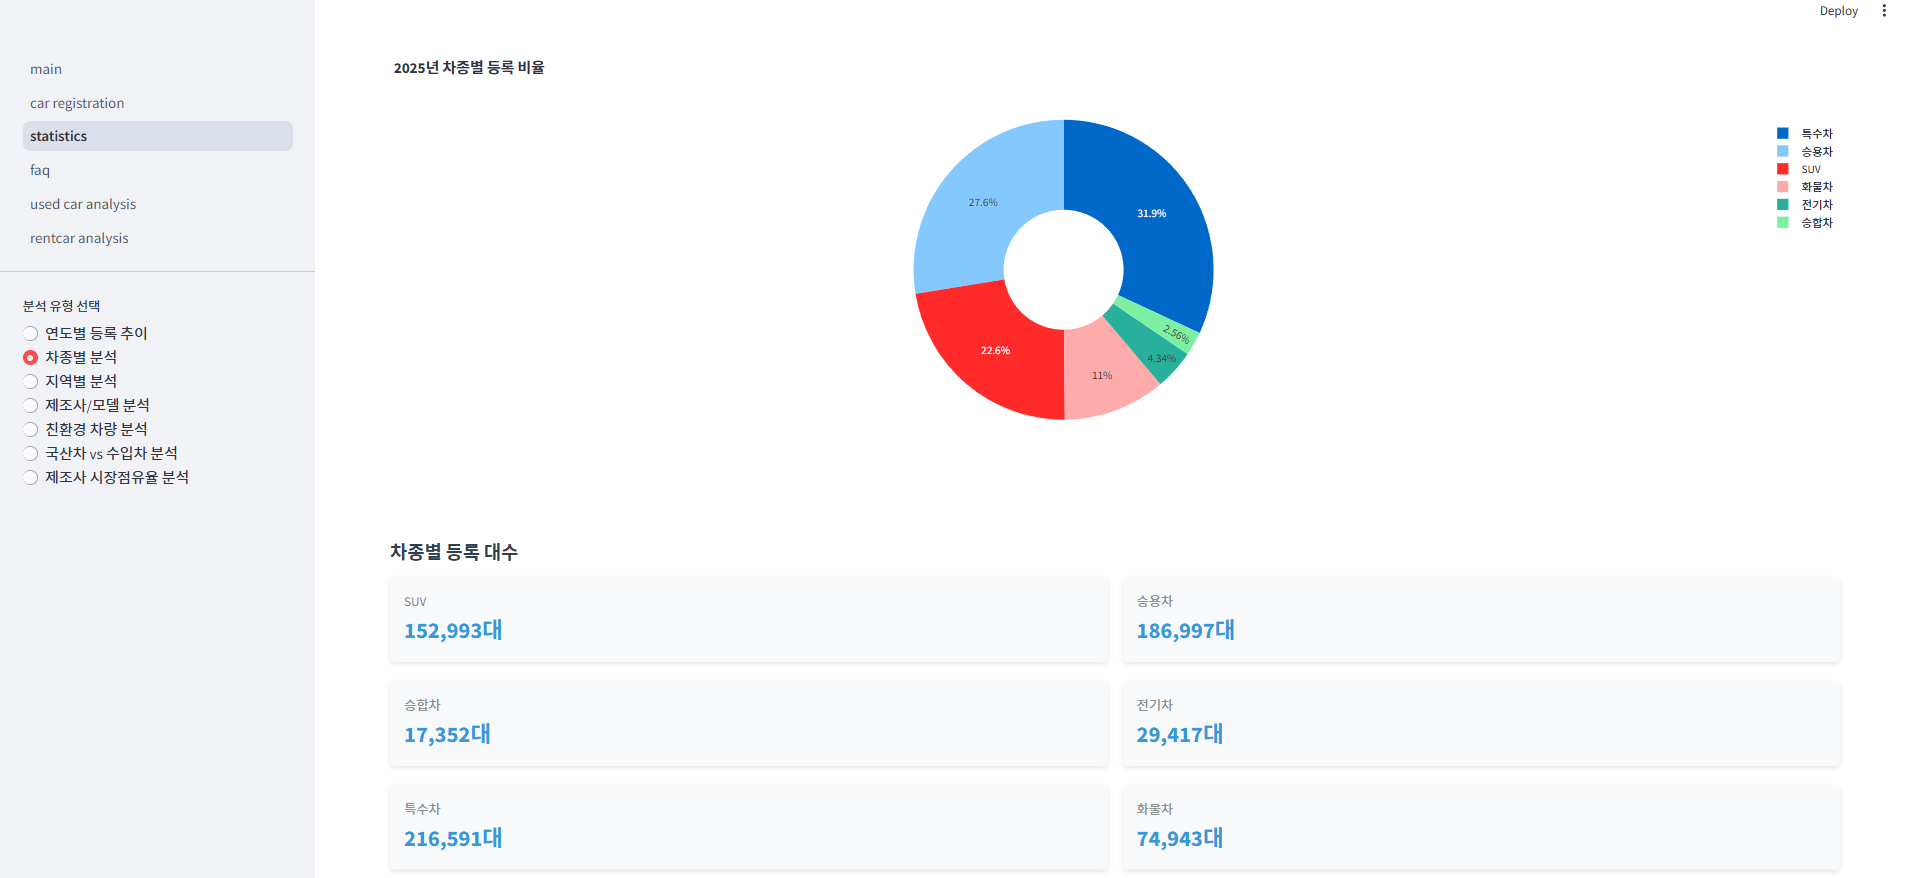 Deploy
main
car registration
statistics
faq
used car analysis
rentcar analysis
분석 유형 선택
연도별 등록 추이
차종별 분석
지역별 분석
제조사/모델 분석
친환경 차량 분석
국산차 vs 수입차 분석
제조사 시장점유율 분석
2025년 차종별 등록 비율
27.6%
31.9%
22.6%
11%
4.34%
2.56%
특수차
승용차
SUV
화물차
전기차
승합차
차종별 등록 대수
SUV
152,993대
승용차
186,997대
승합차
17,352대
전기차
29,417대
특수차
216,591대
화물차
74,943대